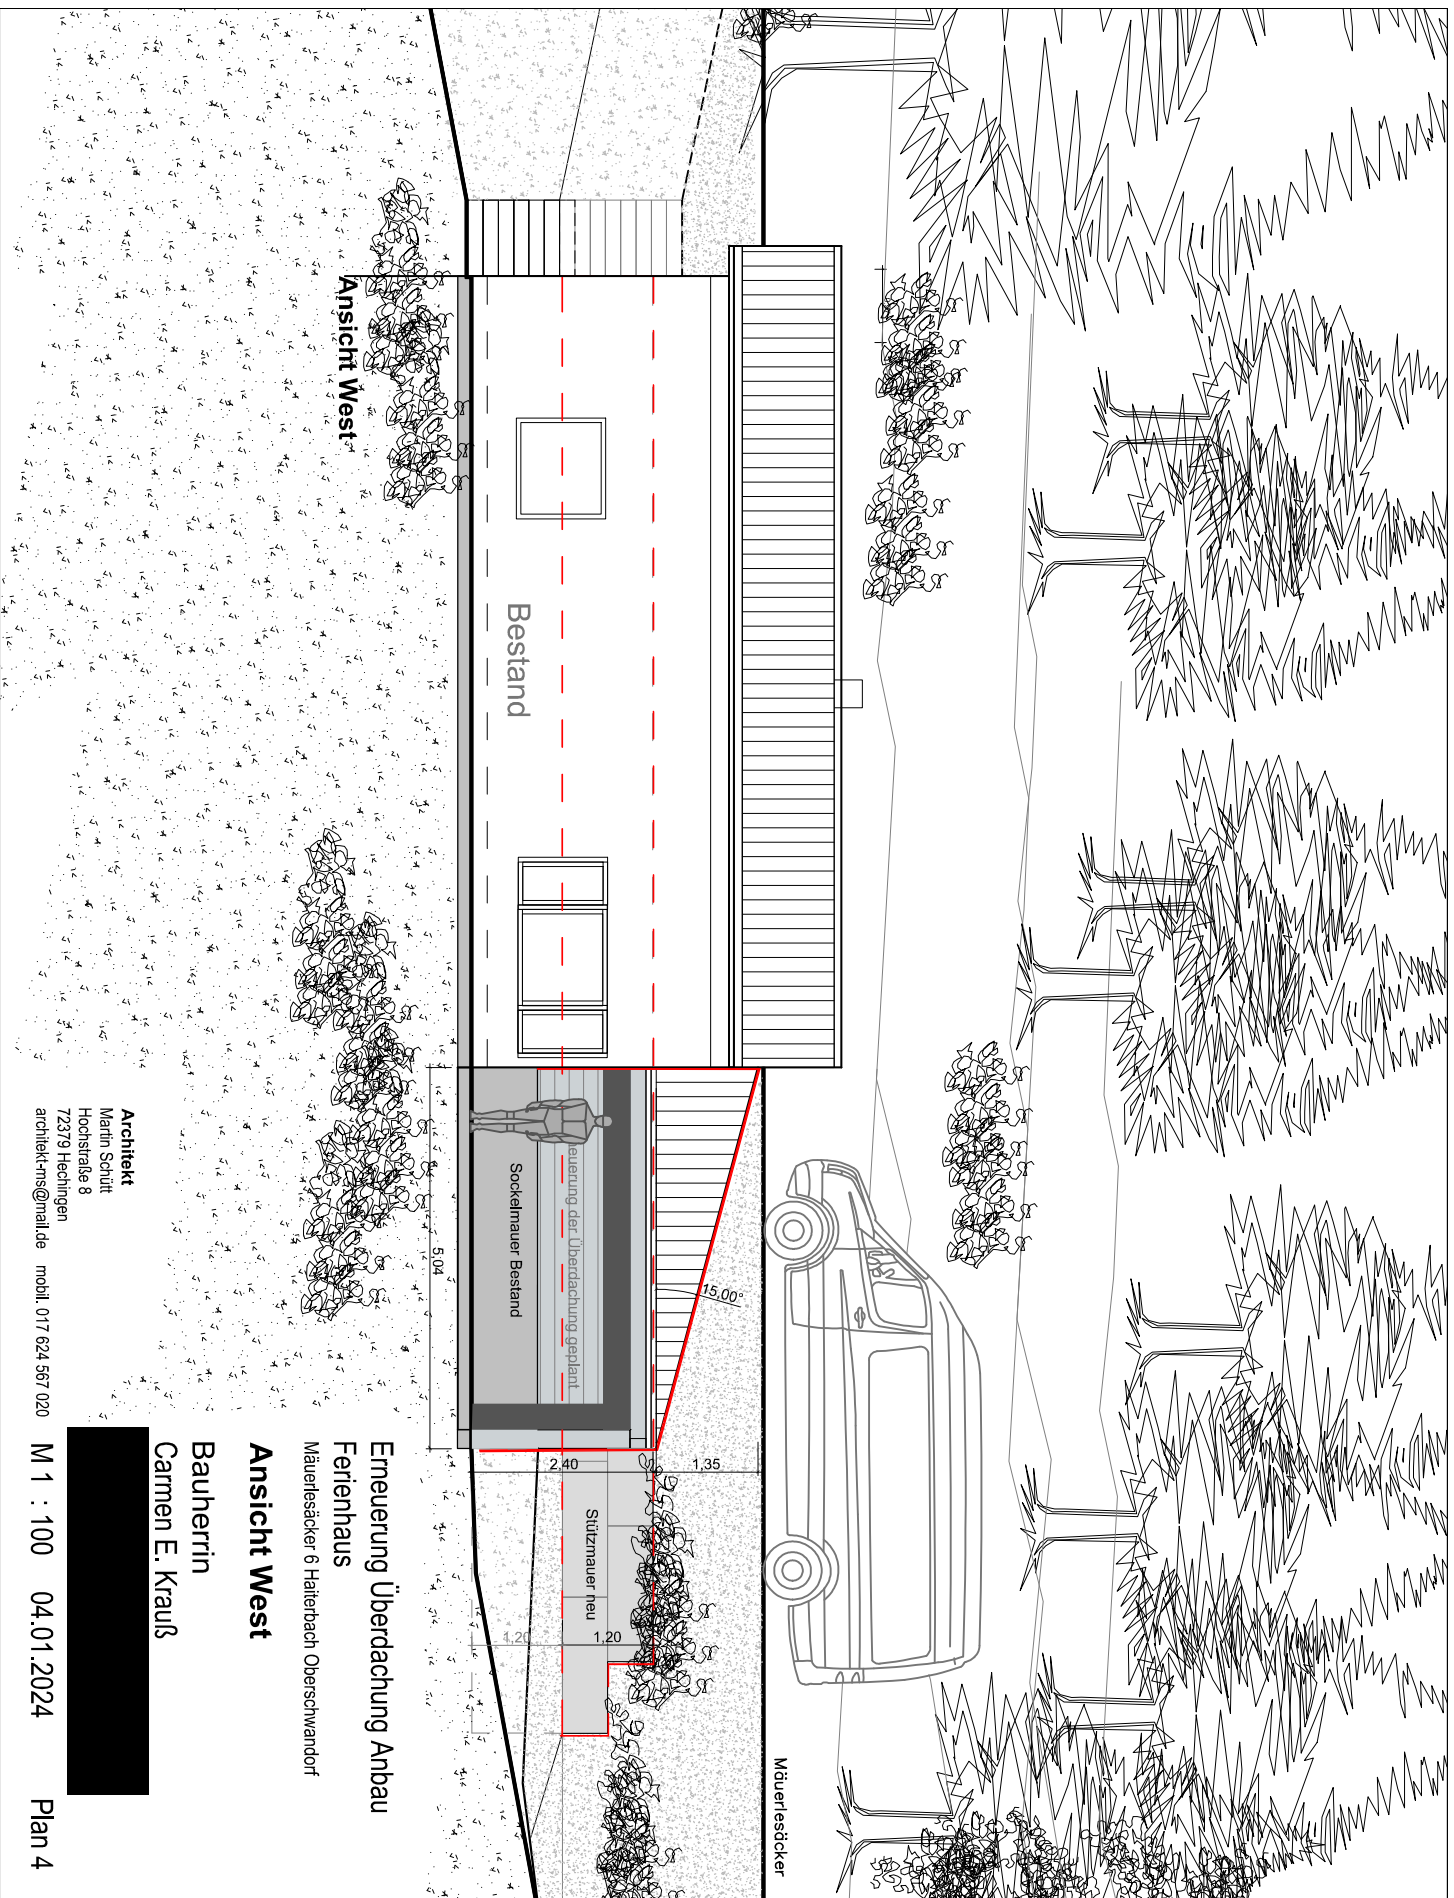 Mäuerlesäcker
Ansicht West
Bestand
15,00°
euerung der Überdachung geplant
Sockelmauer Bestand
5,04
1,35
2,40
Stützmauer neu
1,20
1,20
Erneuerung Überdachung Anbau
Ferienhaus
Mäuerlesäcker 6 Haiterbach Oberschwandorf
Ansicht West
Bauherrin
Carmen E. Krauß
Architekt
Martin Schütt
Hochstraße 8
72379 Hechingen
architekt-ms@mail.de mobil. 017 624 567 020
M 1 : 100 04.01.2024 Plan 4